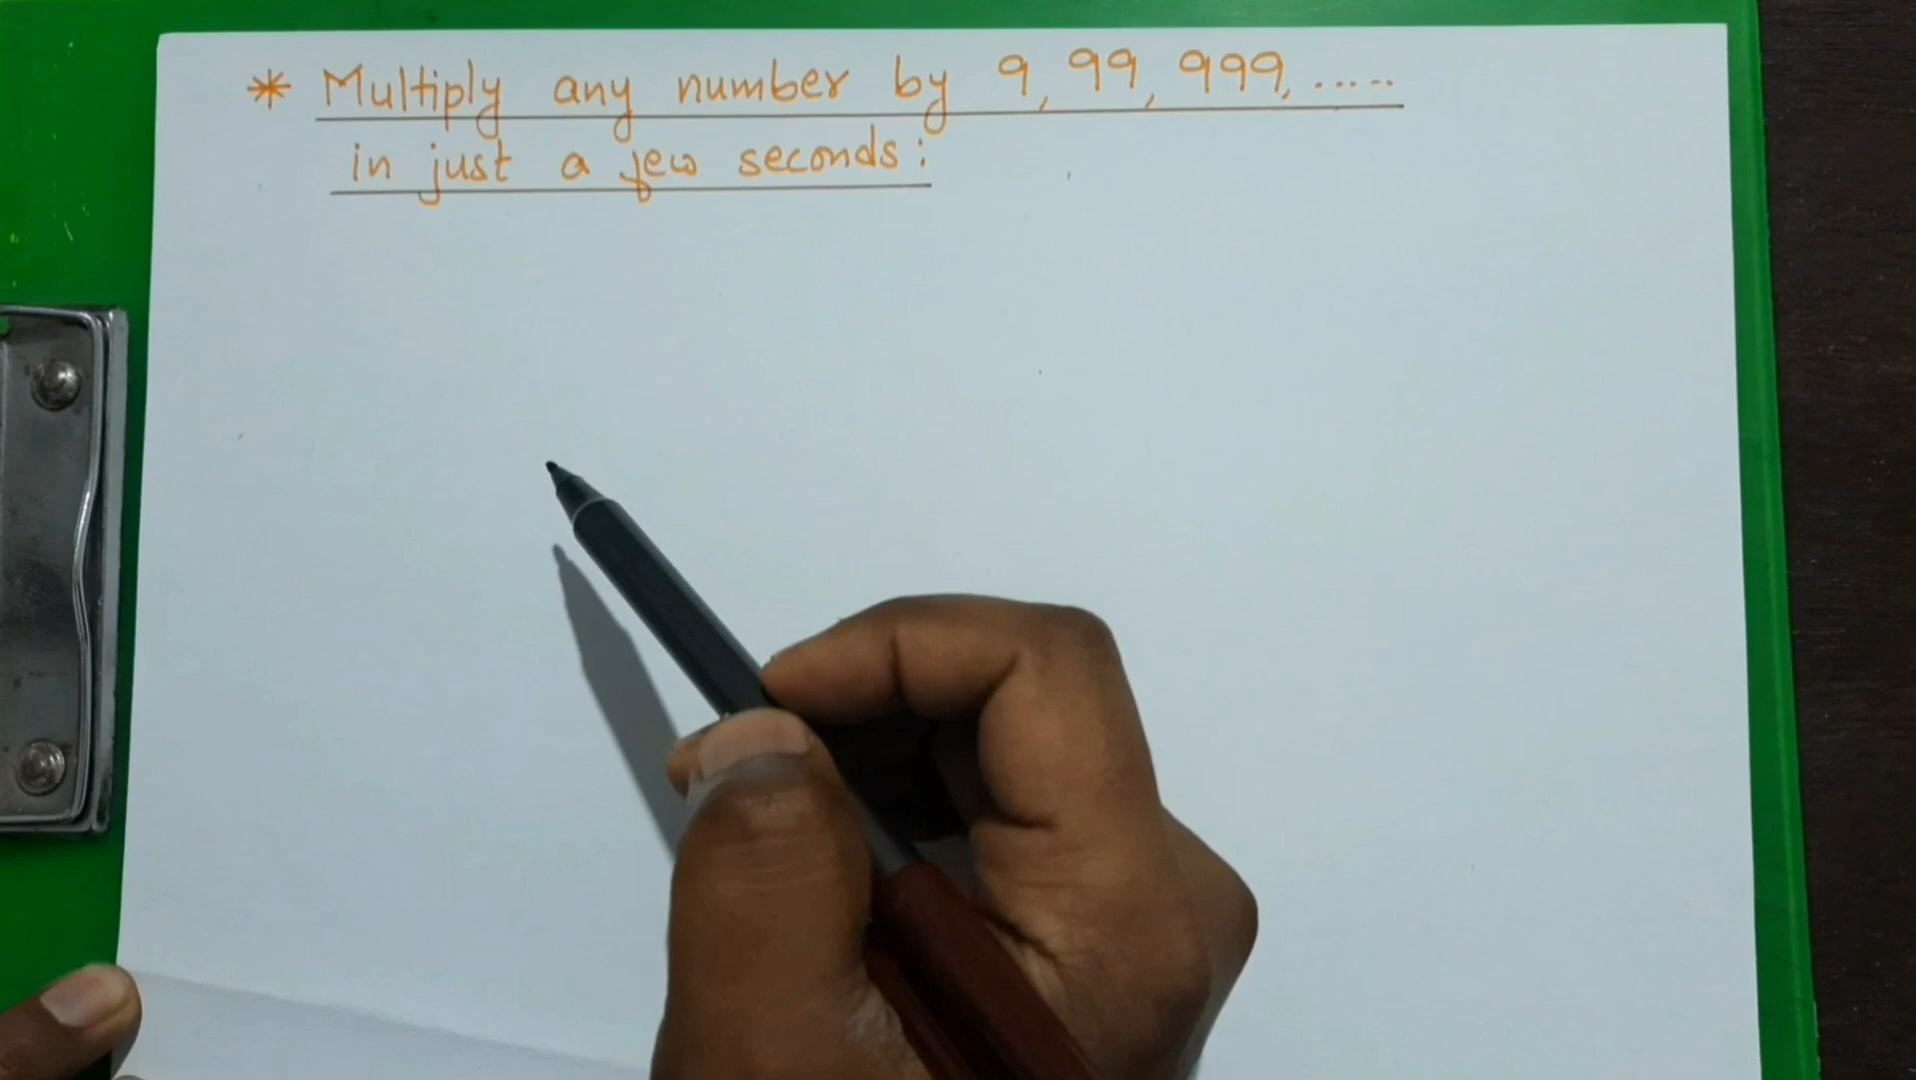 * Multiply any number by 9, 99, 999, .....
in just a few seconds: